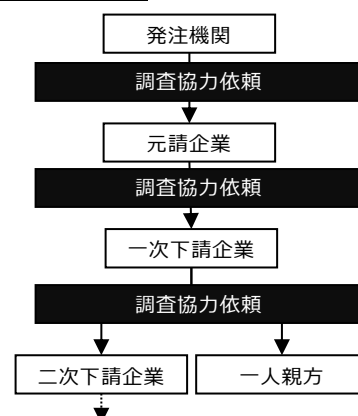 発注機関
調査協力依頼
元請企業
調査協力依頼
一次下請企業
調査協力依頼
二次下請企業
一人親方